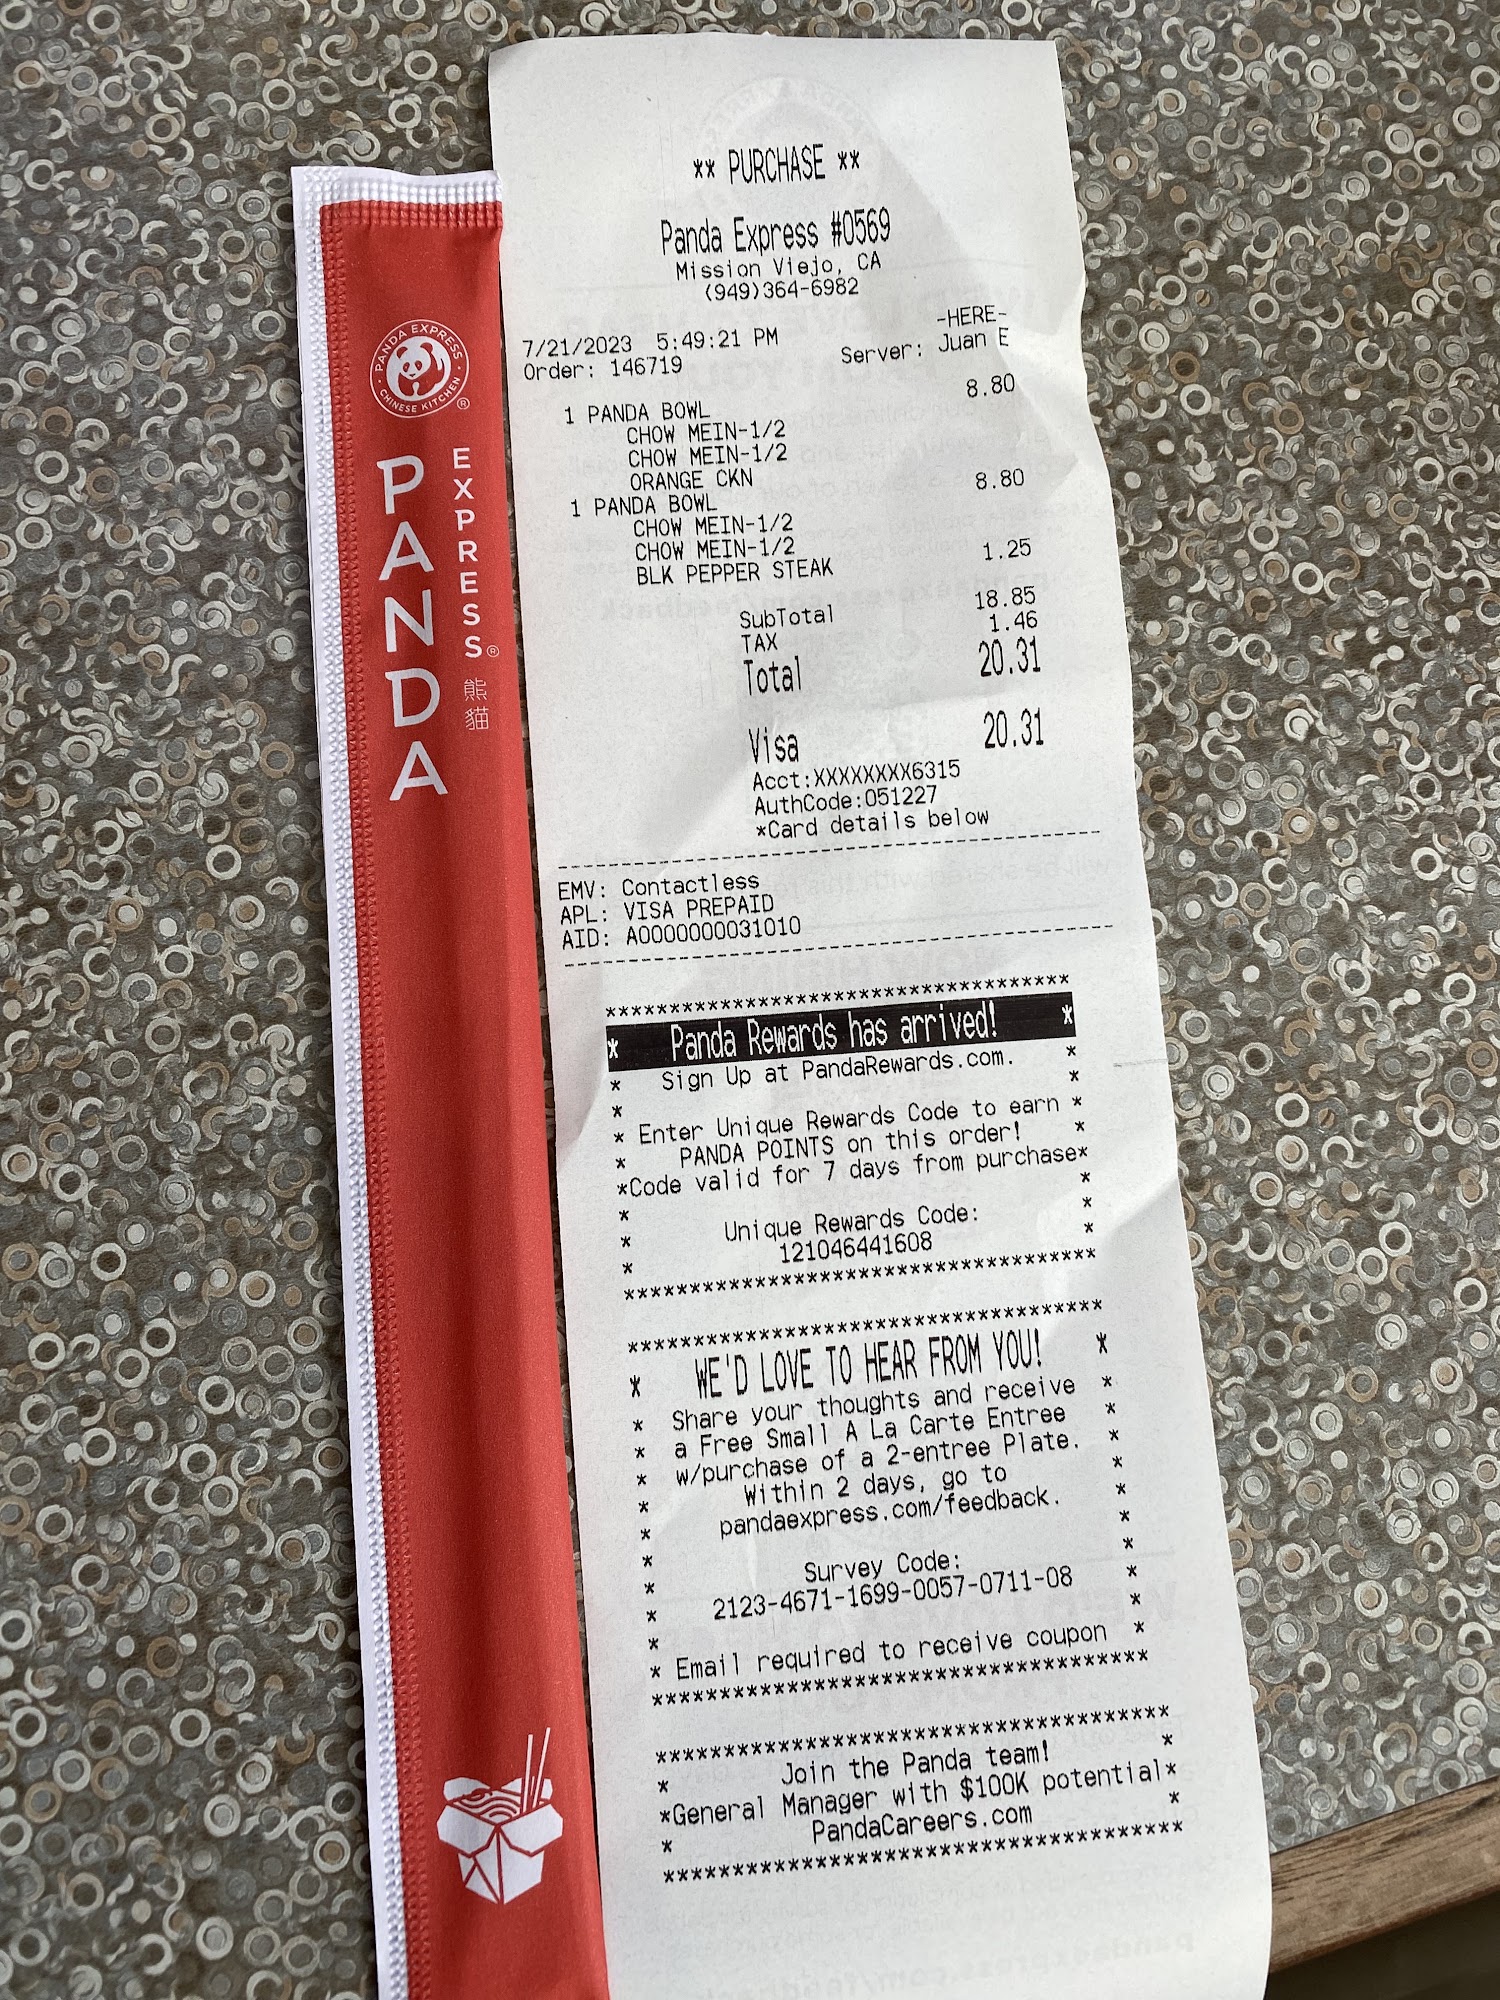 ** PURCHASE **
Panda Express #0569
Mission Viejo, CA
(949)364-6982
-HERE-
7/21/2023 5:49:21 PM
Server: Juan E
Order: 146719
1 PANDA BOWL 8.80
CHOW MEIN-1/2
CHOW MEIN-1/2
ORANGE CKN
1 PANDA BOWL 8.80
CHOW MEIN-1/2
CHOW MEIN-1/2
BLK PEPPER STEAK 1.25
SubTotal 18.85
TAX 1.46
Total 20.31
Visa 20.31
Acct:XXXXXXXX6315
AuthCode:051227
*Card details below
EMV: Contactless
APL: VISA PREPAID
AID: A0000000031010
* Panda Rewards has arrived! *
* Sign Up at PandaRewards.com. *
* Enter Unique Rewards Code to earn *
* PANDA POINTS on this order! *
*Code valid for 7 days from purchase*
* Unique Rewards Code: *
* 121046441608 *
* WE'D LOVE TO HEAR FROM YOU! *
* Share your thoughts and receive *
* a Free Small A La Carte Entree *
* w/purchase of a 2-entree Plate. *
* Within 2 days, go to *
* pandaexpress.com/feedback. *
* Survey Code: *
* 2123-4671-1699-0057-0711-08 *
* Email required to receive coupon *
* Join the Panda team! *
*General Manager with $100K potential*
* PandaCareers.com *
PANDA EXPRESS
CHINESE KITCHEN
®
PANDA
EXPRESS®
熊貓